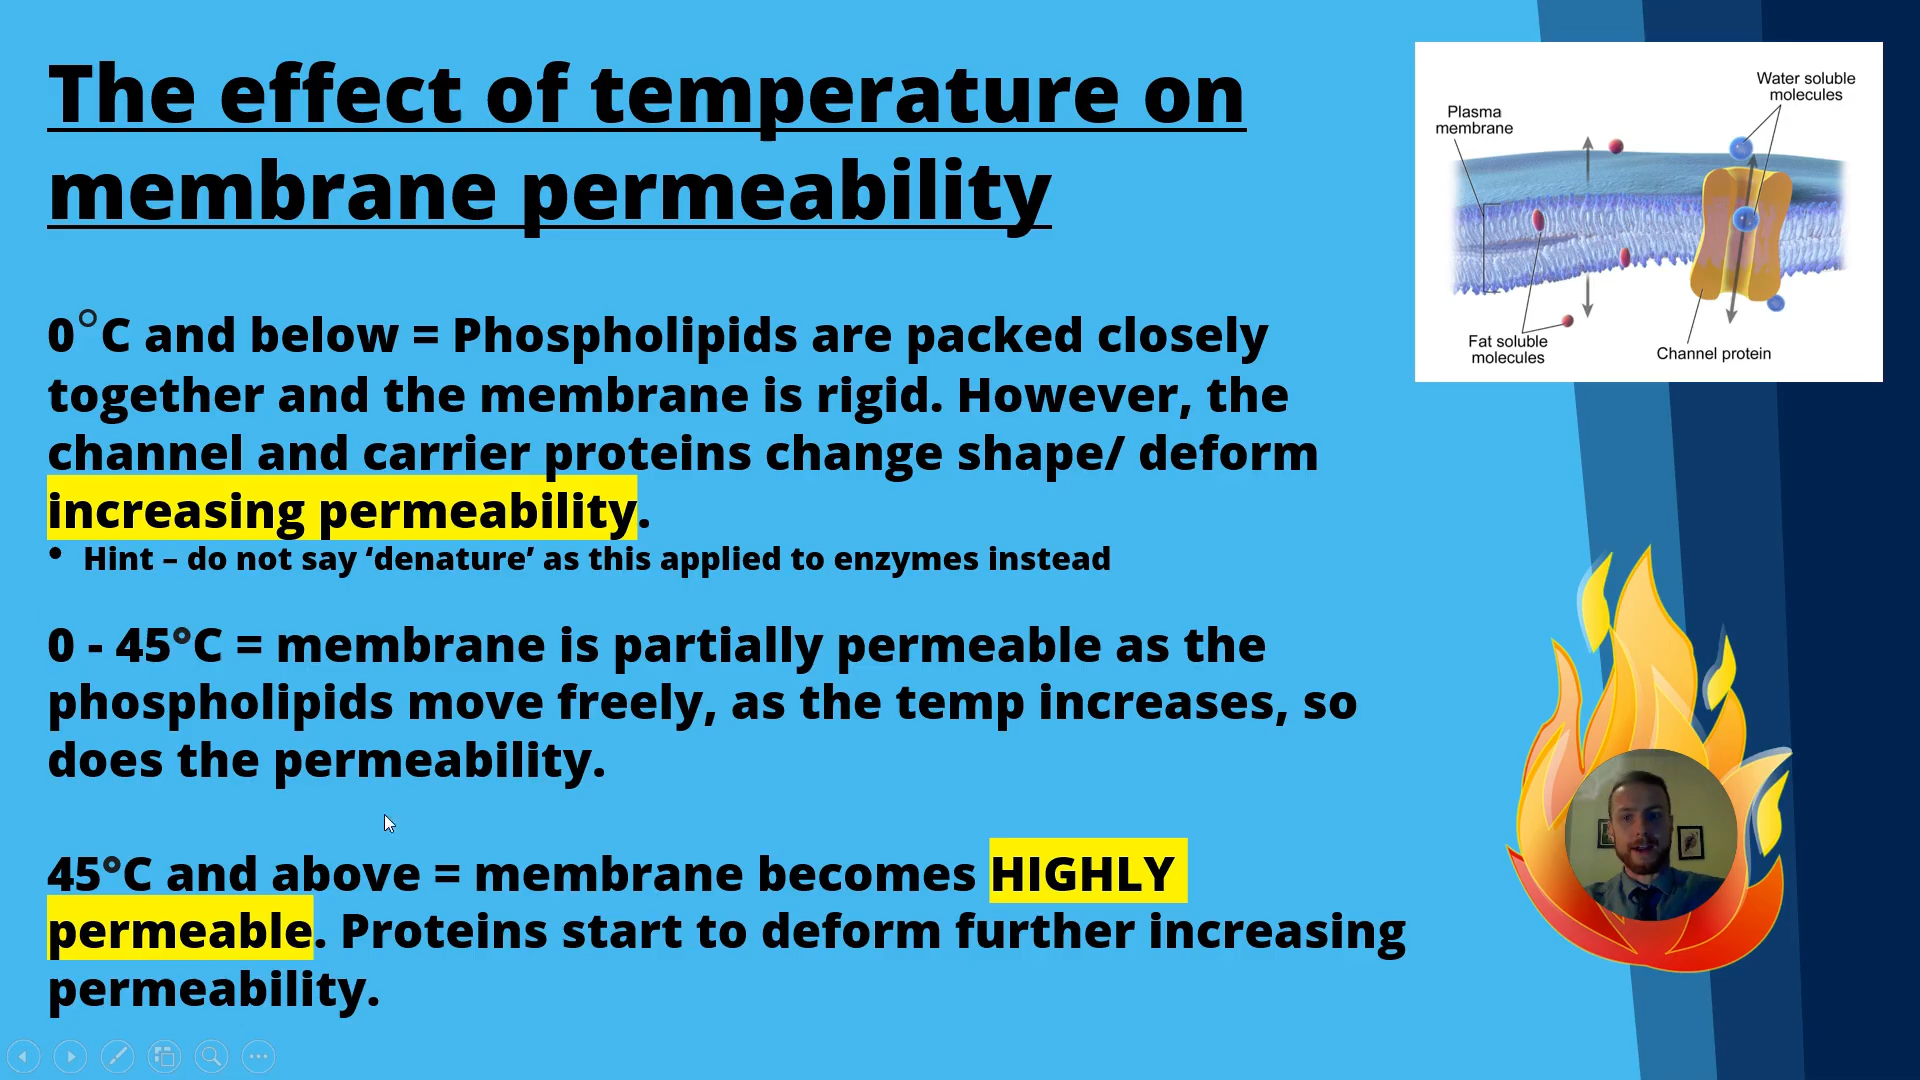 The effect of temperature on
membrane permeability
0°C and below = Phospholipids are packed closely
together and the membrane is rigid. However, the
channel and carrier proteins change shape/ deform
increasing permeability.
• Hint – do not say ‘denature’ as this applied to enzymes instead
0 - 45°C = membrane is partially permeable as the
phospholipids move freely, as the temp increases, so
does the permeability.
45°C and above = membrane becomes HIGHLY
permeable. Proteins start to deform further increasing
permeability.
Water soluble
molecules
Plasma
membrane
Fat soluble
molecules
Channel protein